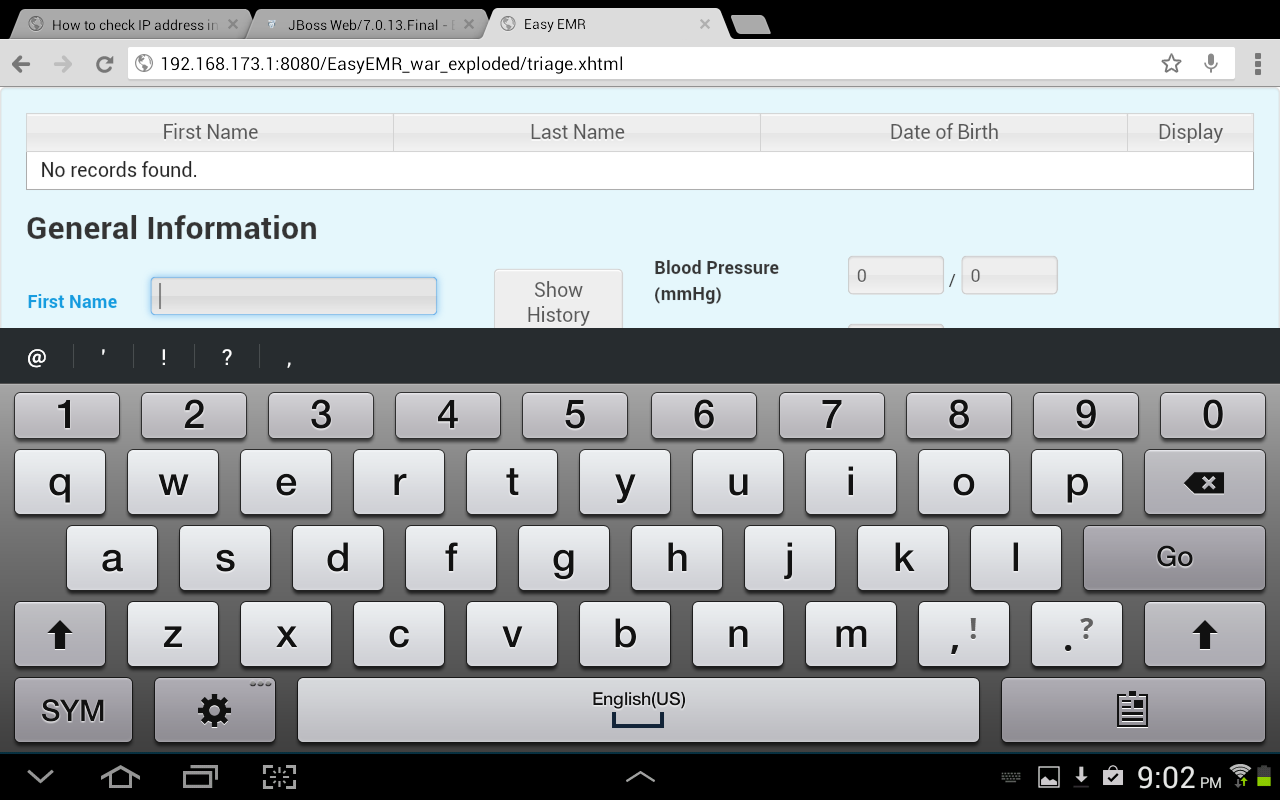 How to check IP address in
JBoss Web/7.0.13.Final -
Easy EMR
192.168.173.1:8080/EasyEMR_war_exploded/triage.xhtml
First Name Last Name Date of Birth Display
No records found.
General Information
First Name
Show
History
Blood Pressure
(mmHg)
0 / 0
@ ' ! ? ,
1 2 3 4 5 6 7 8 9 0
q w e r t y u i o p
a s d f g h j k l Go
z x c v b n m , ! . ?
SYM English(US)
9:02 PM